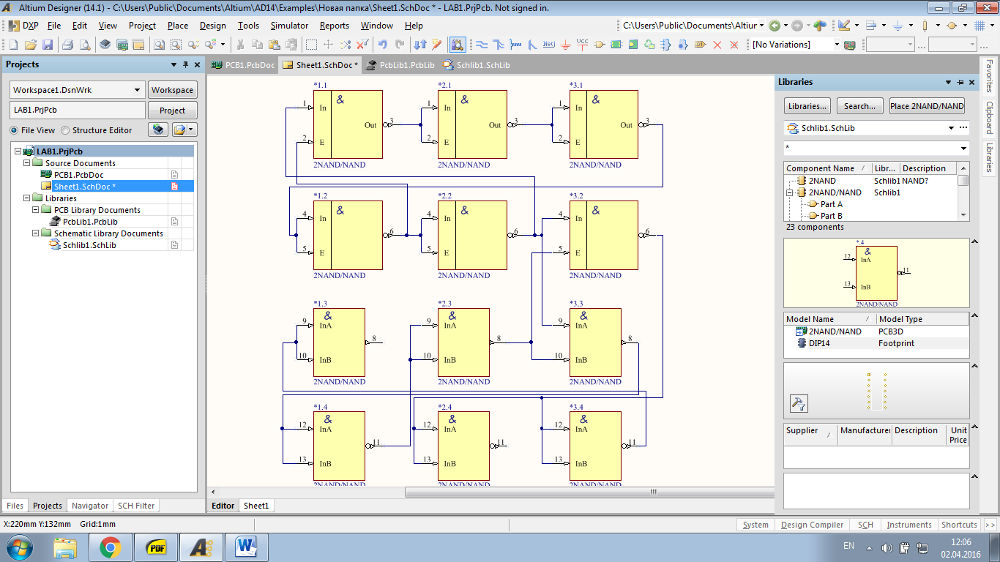 Altium Designer (14.1) - C:\Users\Public\Documents\Altium\AD14\Examples\Новая папка\Sheet1.SchDoc * - LAB1.PrjPcb. Not signed in.
DXP File Edit View Project Place Design Tools Simulator Reports Window Help C:\Users\Public\Documents\Altiur
Net Vcc [No Variations]
Projects
Workspace1.DsnWrk Workspace
LAB1.PrjPcb Project
File View Structure Editor
LAB1.PrjPcb
Source Documents
PCB1.PcbDoc
Sheet1.SchDoc *
Libraries
PCB Library Documents
PcbLib1.PcbLib
Schematic Library Documents
Schlib1.SchLib
Files Projects Navigator SCH Filter
PCB1.PcbDoc Sheet1.SchDoc * PcbLib1.PcbLib Schlib1.SchLib
*1.1 *2.1 *3.1
& & &
1 In 1 1
Out 3 3 Out 3
2 E 2 2 E
2NAND/NAND 2NAND/NAND 2NAND/NAND
*1.2 *2.2 *3.2
& & &
4 In 4 In 4 In
6 6 6
5 E 5 E 5 E
2NAND/NAND 2NAND/NAND 2NAND/NAND
*1.3 *2.3 *3.3
& & &
9 InA 9 InA 9 InA
8 8 8
10 InB 10 InB 10 InB
2NAND/NAND 2NAND/NAND 2NAND/NAND
*1.4 *2.4 *3.4
& & &
12 InA 12 InA 12 InA
11 11 11
13 InB 13 InB 13 InB
2NAND/NAND 2NAND/NAND 2NAND/NAND
Editor Sheet1
Libraries
Libraries... Search... Place 2NAND/NAND
Schlib1.SchLib
*
Component Name Libr... Description
2NAND Schlib1 NAND?
2NAND/NAND Schlib1
Part A
Part B
23 components
*.4
&
12 InA
11
13 InB
2NAND/NAND
Model Name Model Type
2NAND/NAND PCB3D
DIP14 Footprint
Supplier Manufacturer Description Unit Price
Favorites
Clipboard
Libraries
X:220mm Y:132mm Grid:1mm
System Design Compiler SCH Instruments Shortcuts >>
PDF
EN
12:06
02.04.2016